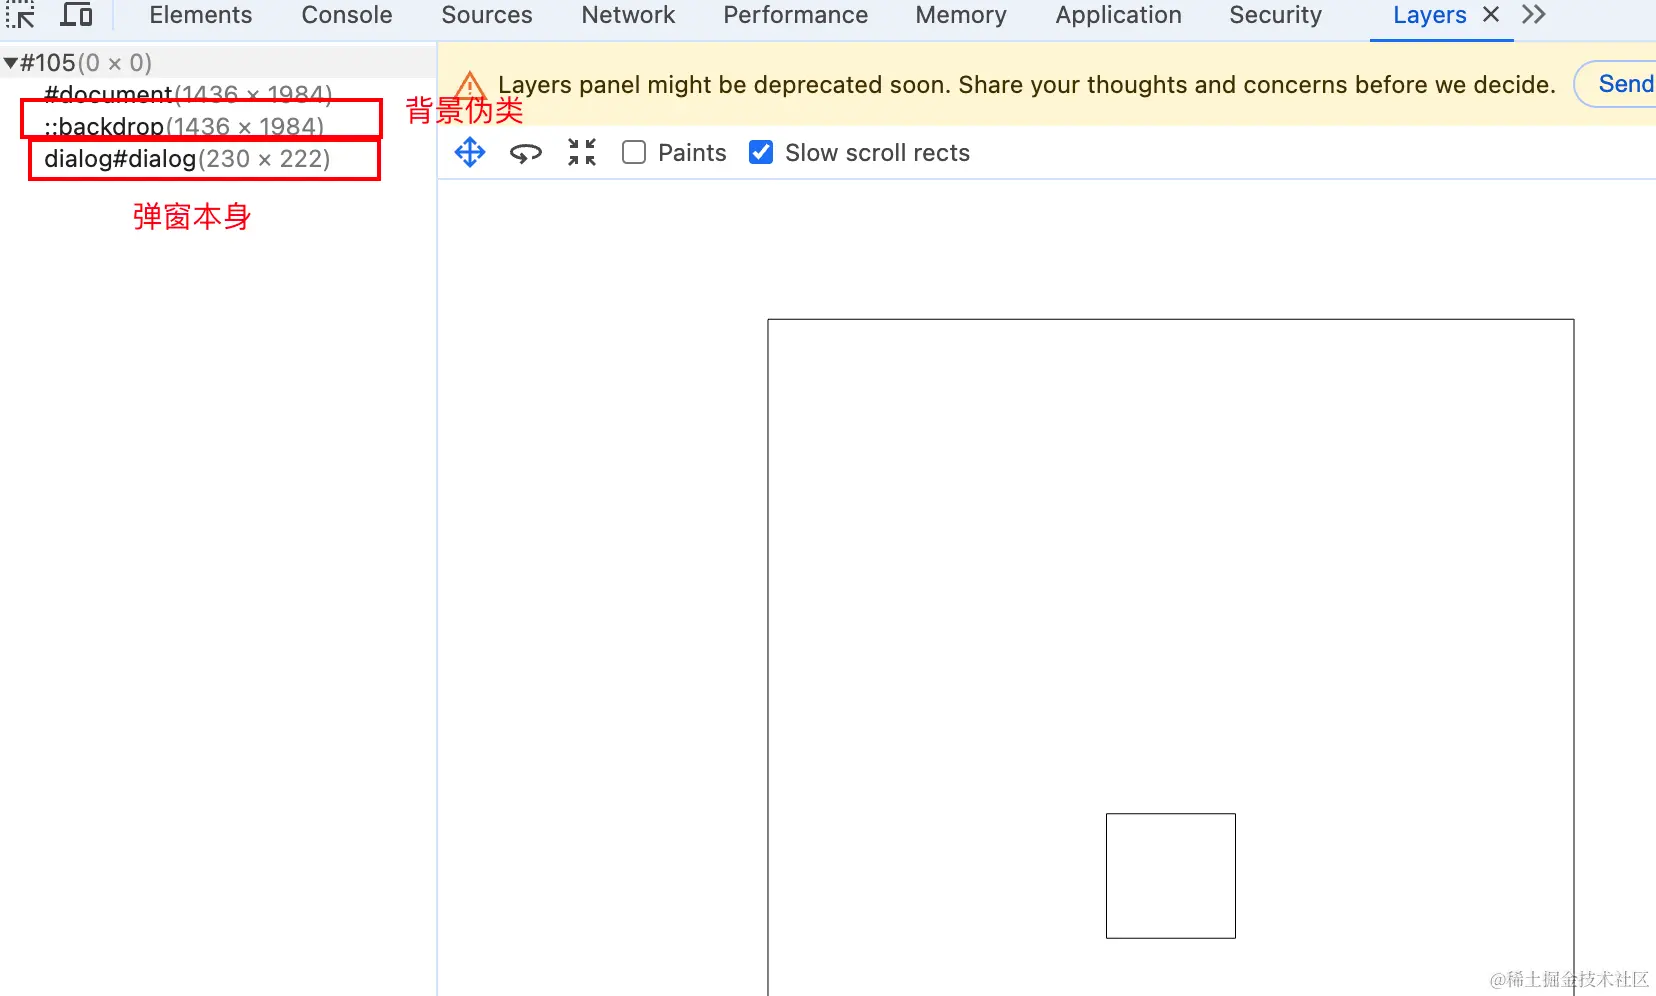 Elements Console Sources Network Performance Memory Application Security Layers
#105(0 × 0)
#document(1436 × 1984)
::backdrop(1436 × 1984)
背景伪类
dialog#dialog(230 × 222)
弹窗本身
Layers panel might be deprecated soon. Share your thoughts and concerns before we decide. Send
Paints Slow scroll rects
@稀土掘金技术社区